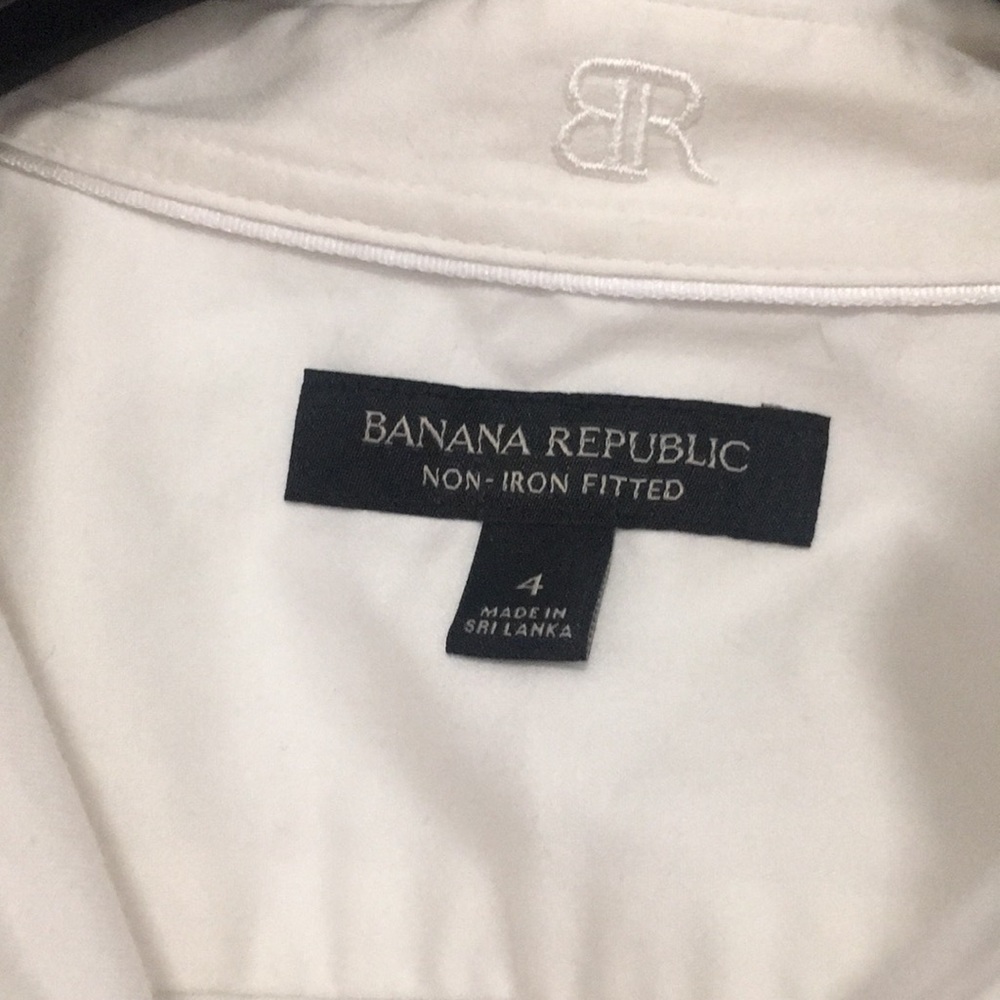 BR
BANANA REPUBLIC
NON-IRON FITTED
4
MADE IN
SRI LANKA